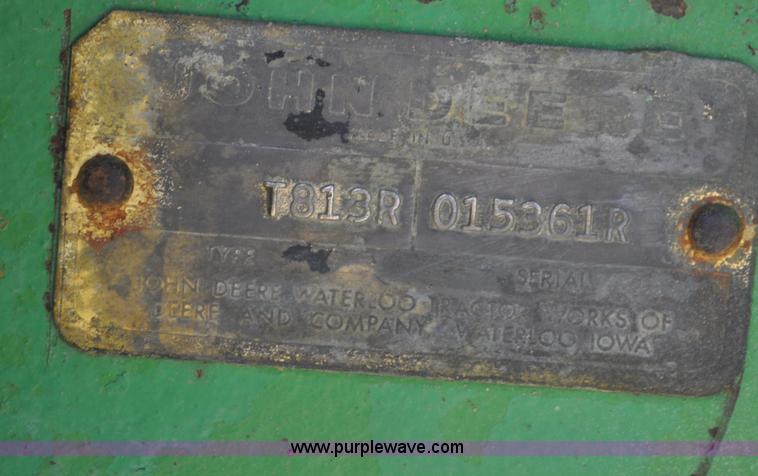 JOHN DEERE
MADE IN U.S.A.
T813R 015361R
TYPE SERIAL
JOHN DEERE WATERLOO TRACTOR WORKS OF
DEERE AND COMPANY WATERLOO IOWA
www.purplewave.com